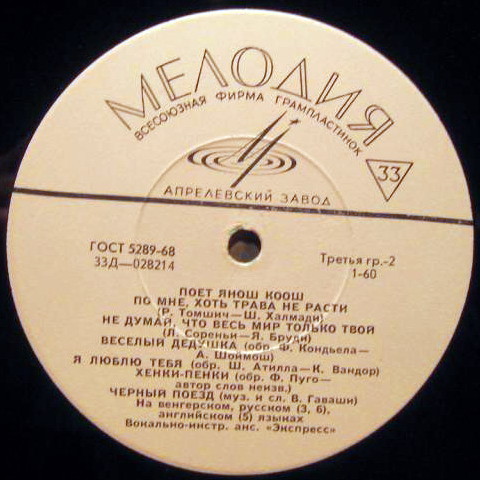 МЕЛОДИЯ
ВСЕСОЮЗНАЯ ФИРМА ГРАМПЛАСТИНОК
33
АПРЕЛЕВСКИЙ ЗАВОД
ГОСТ 5289-68
33Д—028214
Третья гр.-2
1-60
ПОЕТ ЯНОШ КООШ
ПО МНЕ, ХОТЬ ТРАВА НЕ РАСТИ
(Р. Томшич—Ш. Халмади)
НЕ ДУМАЙ, ЧТО ВЕСЬ МИР ТОЛЬКО ТВОЙ
(Л. Сореньи—Я. Бруди)
ВЕСЕЛЫЙ ДЕДУШКА (обр. Ф. Кондьела—
А. Шоймош)
Я ЛЮБЛЮ ТЕБЯ (обр. Ш. Атилла—К. Вандор)
ХЕНКИ-ПЕНКИ (обр. Ф. Пуго—
автор слов неизв.)
ЧЕРНЫЙ ПОЕЗД (муз. и сл. В. Гаваши)
На венгерском, русском (3, 6),
английском (5) языках
Вокально-инстр. анс. «Экспресс»